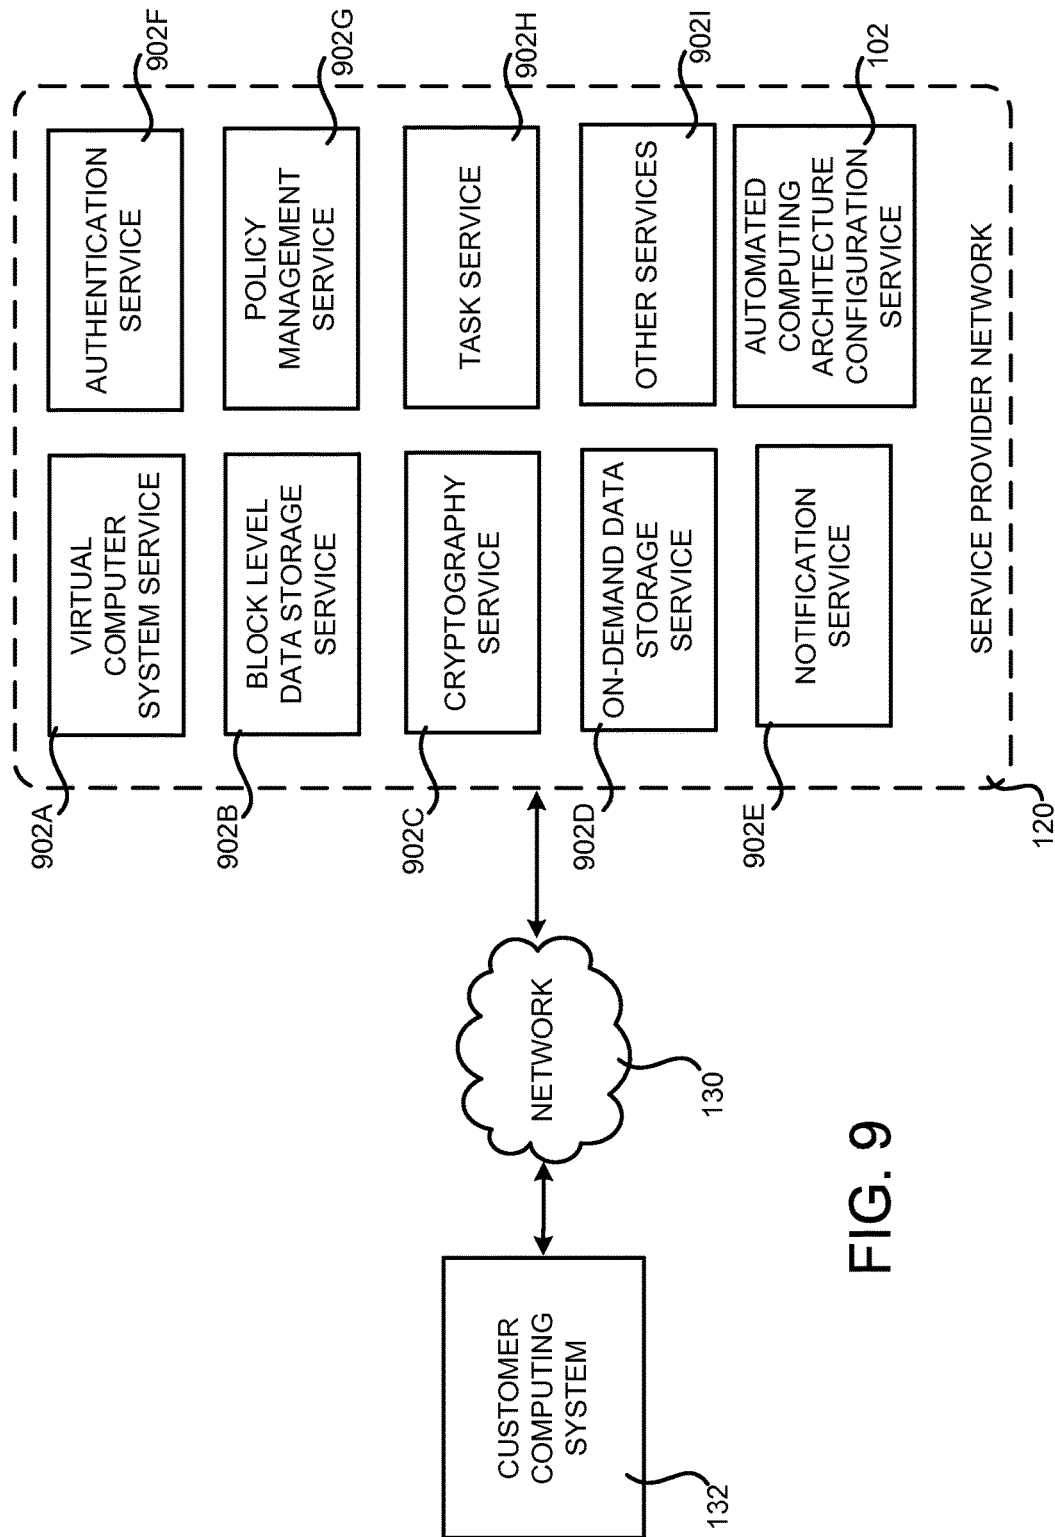 902A
VIRTUAL
COMPUTER
SYSTEM SERVICE
AUTHENTICATION
SERVICE
902F
902B
BLOCK LEVEL
DATA STORAGE
SERVICE
POLICY
MANAGEMENT
SERVICE
902G
902C
CRYPTOGRAPHY
SERVICE
TASK SERVICE
902H
902D
ON-DEMAND DATA
STORAGE
SERVICE
OTHER SERVICES
902I
902E
NOTIFICATION
SERVICE
AUTOMATED
COMPUTING
ARCHITECTURE
CONFIGURATION
SERVICE
102
SERVICE PROVIDER NETWORK
120
CUSTOMER
COMPUTING
SYSTEM
132
NETWORK
130
FIG. 9